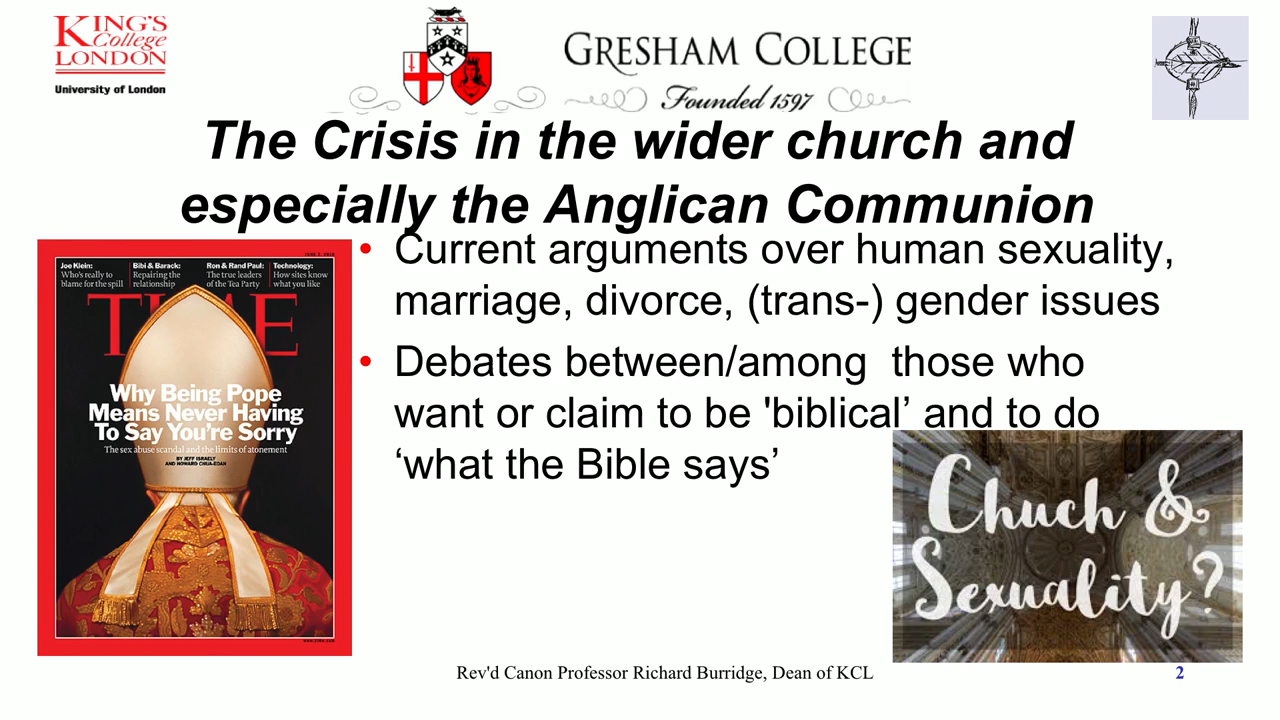 KING'S
College
LONDON
University of London
GRESHAM COLLEGE
Founded 1597
The Crisis in the wider church and
especially the Anglican Communion
• Current arguments over human sexuality,
marriage, divorce, (trans-) gender issues
• Debates between/among those who
want or claim to be 'biblical’ and to do
‘what the Bible says’
Joe Klein:
Who's really to
blame for the spill
Bibi & Barack:
Repairing the
relationship
Ron & Rand Paul:
The true leaders
of the Tea Party
Technology:
How sites know
what you like
TIME
Why Being Pope
Means Never Having
To Say You're Sorry
The sex abuse scandal and the limits of atonement
BY JEFF ISRAELY
AND HOWARD CHUA-EOAN
Chuch &
Sexuality?
Rev'd Canon Professor Richard Burridge, Dean of KCL
2